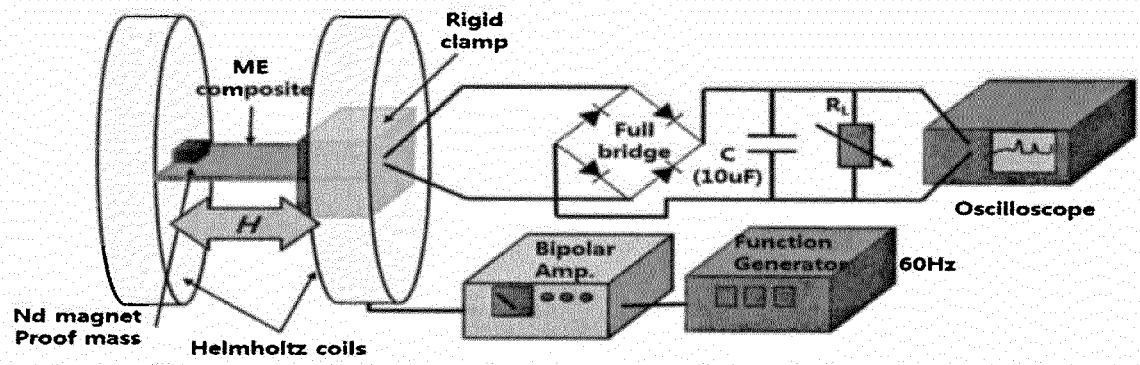 Rigid
clamp
ME
composite
Full
bridge
C
(10uF)
R_L
Oscilloscope
H
Bipolar
Amp.
Function
Generator
60Hz
Nd magnet
Proof mass
Helmholtz coils